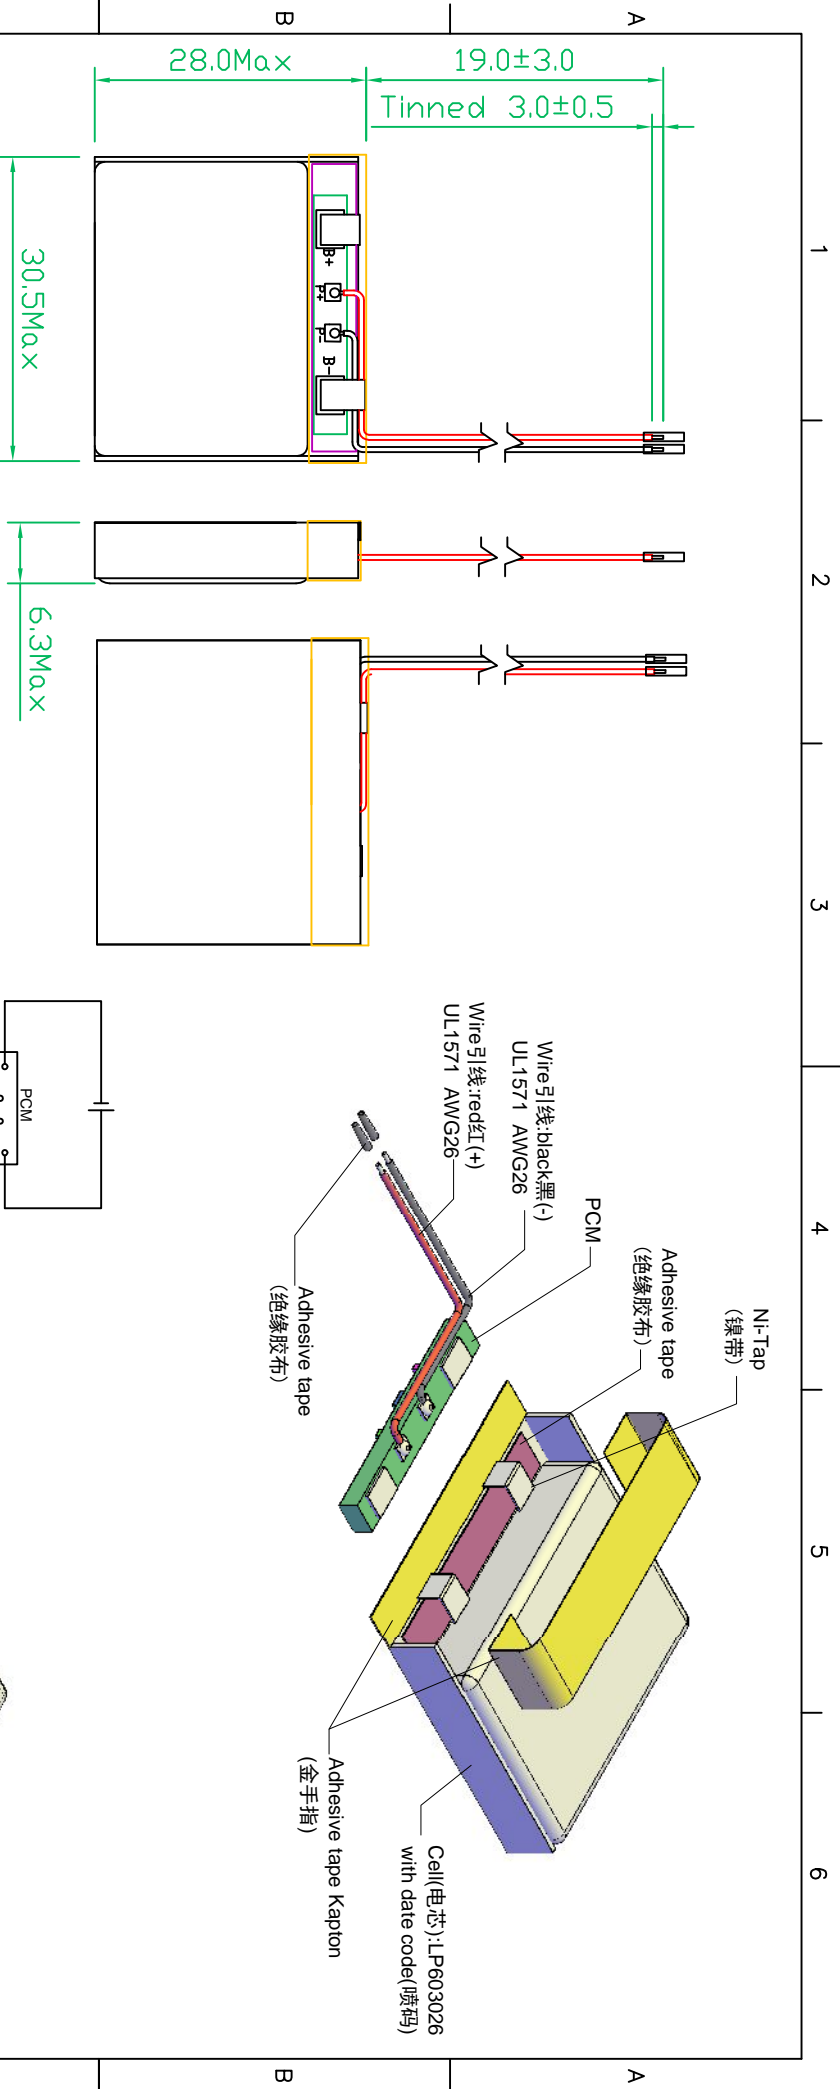 B
A
28.0Max
19.0±3.0
Tinned 3.0±0.5
1
30.5Max
B+
P+
P-
B-
2
6.3Max
3
PCM
Wire引线:red红(+)
UL1571 AWG26
Wire引线:black黑(-)
UL1571 AWG26
PCM
4
Adhesive tape
(绝缘胶布)
Ni-Tap
(镍带)
Adhesive tape
(绝缘胶布)
5
Adhesive tape Kapton
(金手指)
Cell(电芯):LP603026
with date code(喷码)
6
B
A